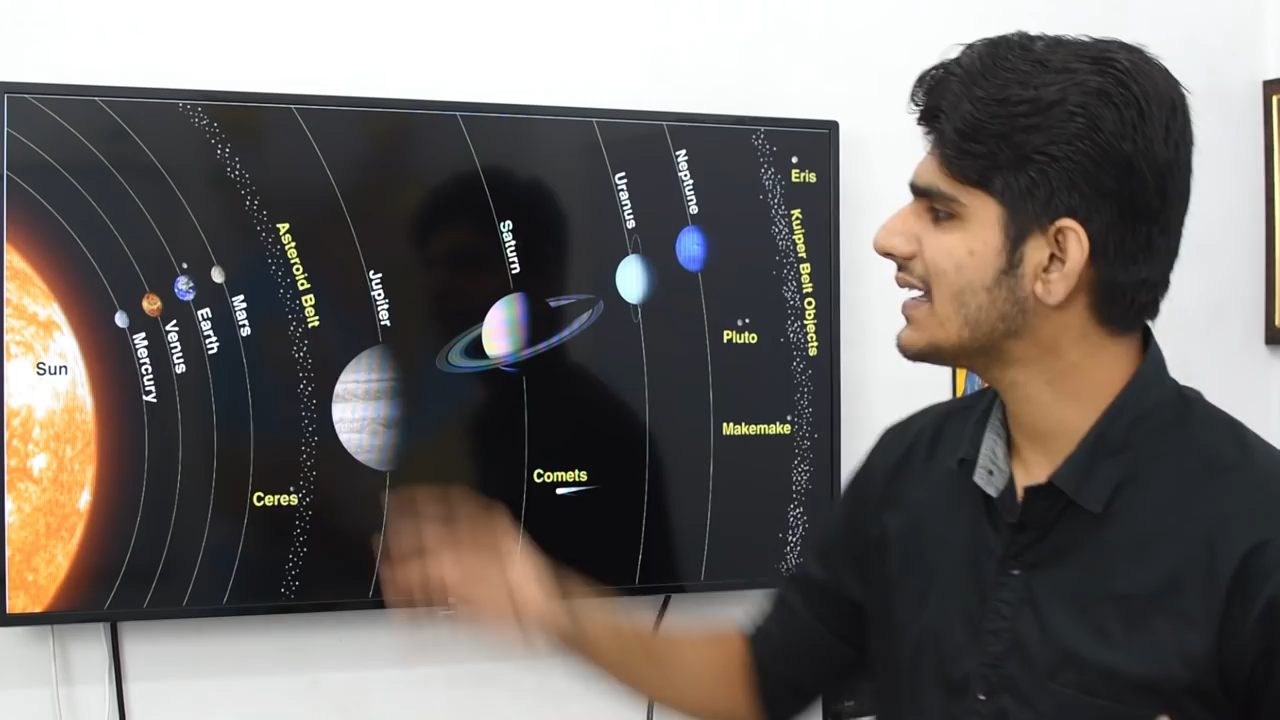 Sun
Mercury
Venus
Earth
Mars
Asteroid Belt
Ceres
Jupiter
Saturn
Comets
Uranus
Neptune
Pluto
Makemake
Eris
Kuiper Belt Objects